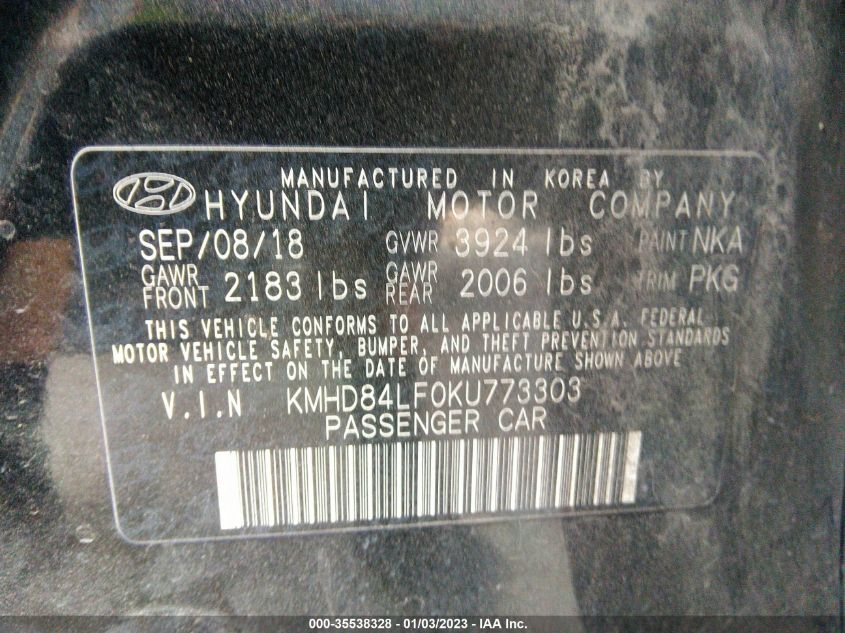 MANUFACTURED IN KOREA BY
HYUNDAI MOTOR COMPANY
SEP/08/18 GVWR 3924 lbs PAINT NKA
GAWR FRONT 2183 lbs GAWR REAR 2006 lbs TRIM PKG
THIS VEHICLE CONFORMS TO ALL APPLICABLE U.S.A. FEDERAL
MOTOR VEHICLE SAFETY, BUMPER, AND THEFT PREVENTION STANDARDS
IN EFFECT ON THE DATE OF MANUFACTURE SHOWN ABOVE
V.I.N KMHD84LF0KU773303
PASSENGER CAR
000-35538328 - 01/03/2023 - IAA Inc.